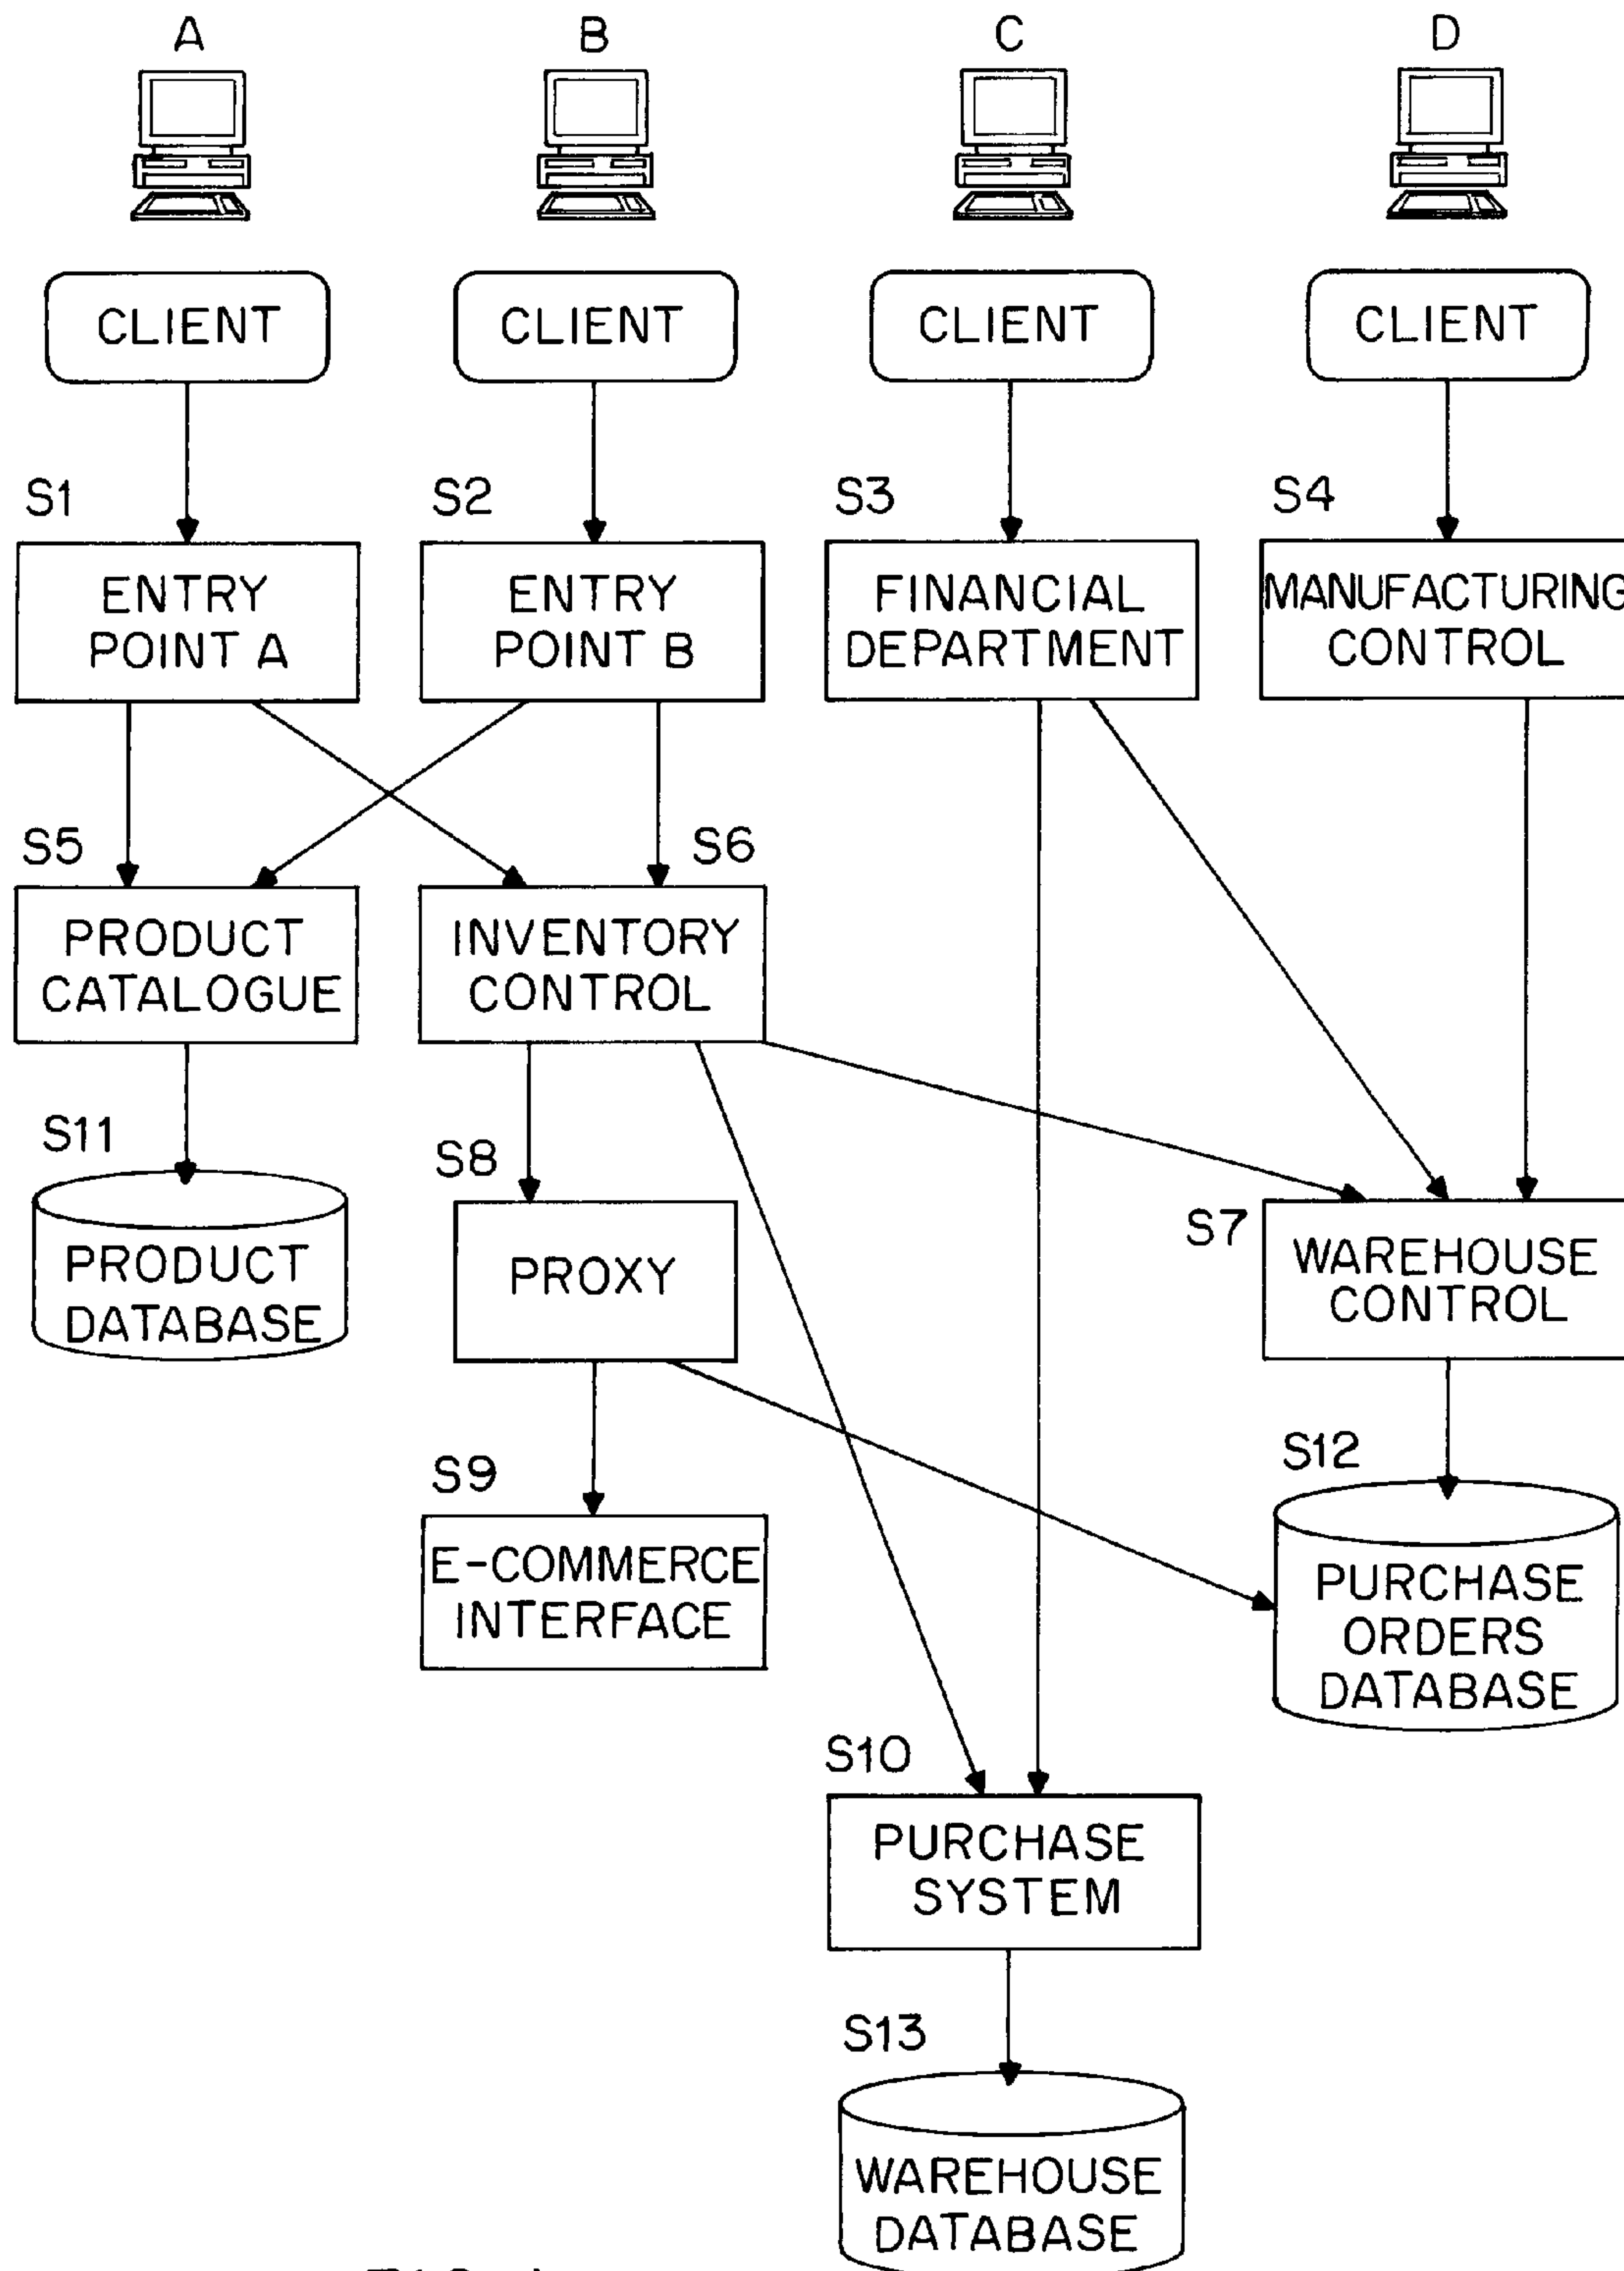 A
B
C
D
CLIENT
CLIENT
CLIENT
CLIENT
S1
S2
S3
S4
ENTRY
POINT A
ENTRY
POINT B
FINANCIAL
DEPARTMENT
MANUFACTURING
CONTROL
S5
S6
PRODUCT
CATALOGUE
INVENTORY
CONTROL
S11
S8
S7
PRODUCT
DATABASE
PROXY
WAREHOUSE
CONTROL
S9
S12
E-COMMERCE
INTERFACE
PURCHASE
ORDERS
DATABASE
S10
PURCHASE
SYSTEM
S13
WAREHOUSE
DATABASE